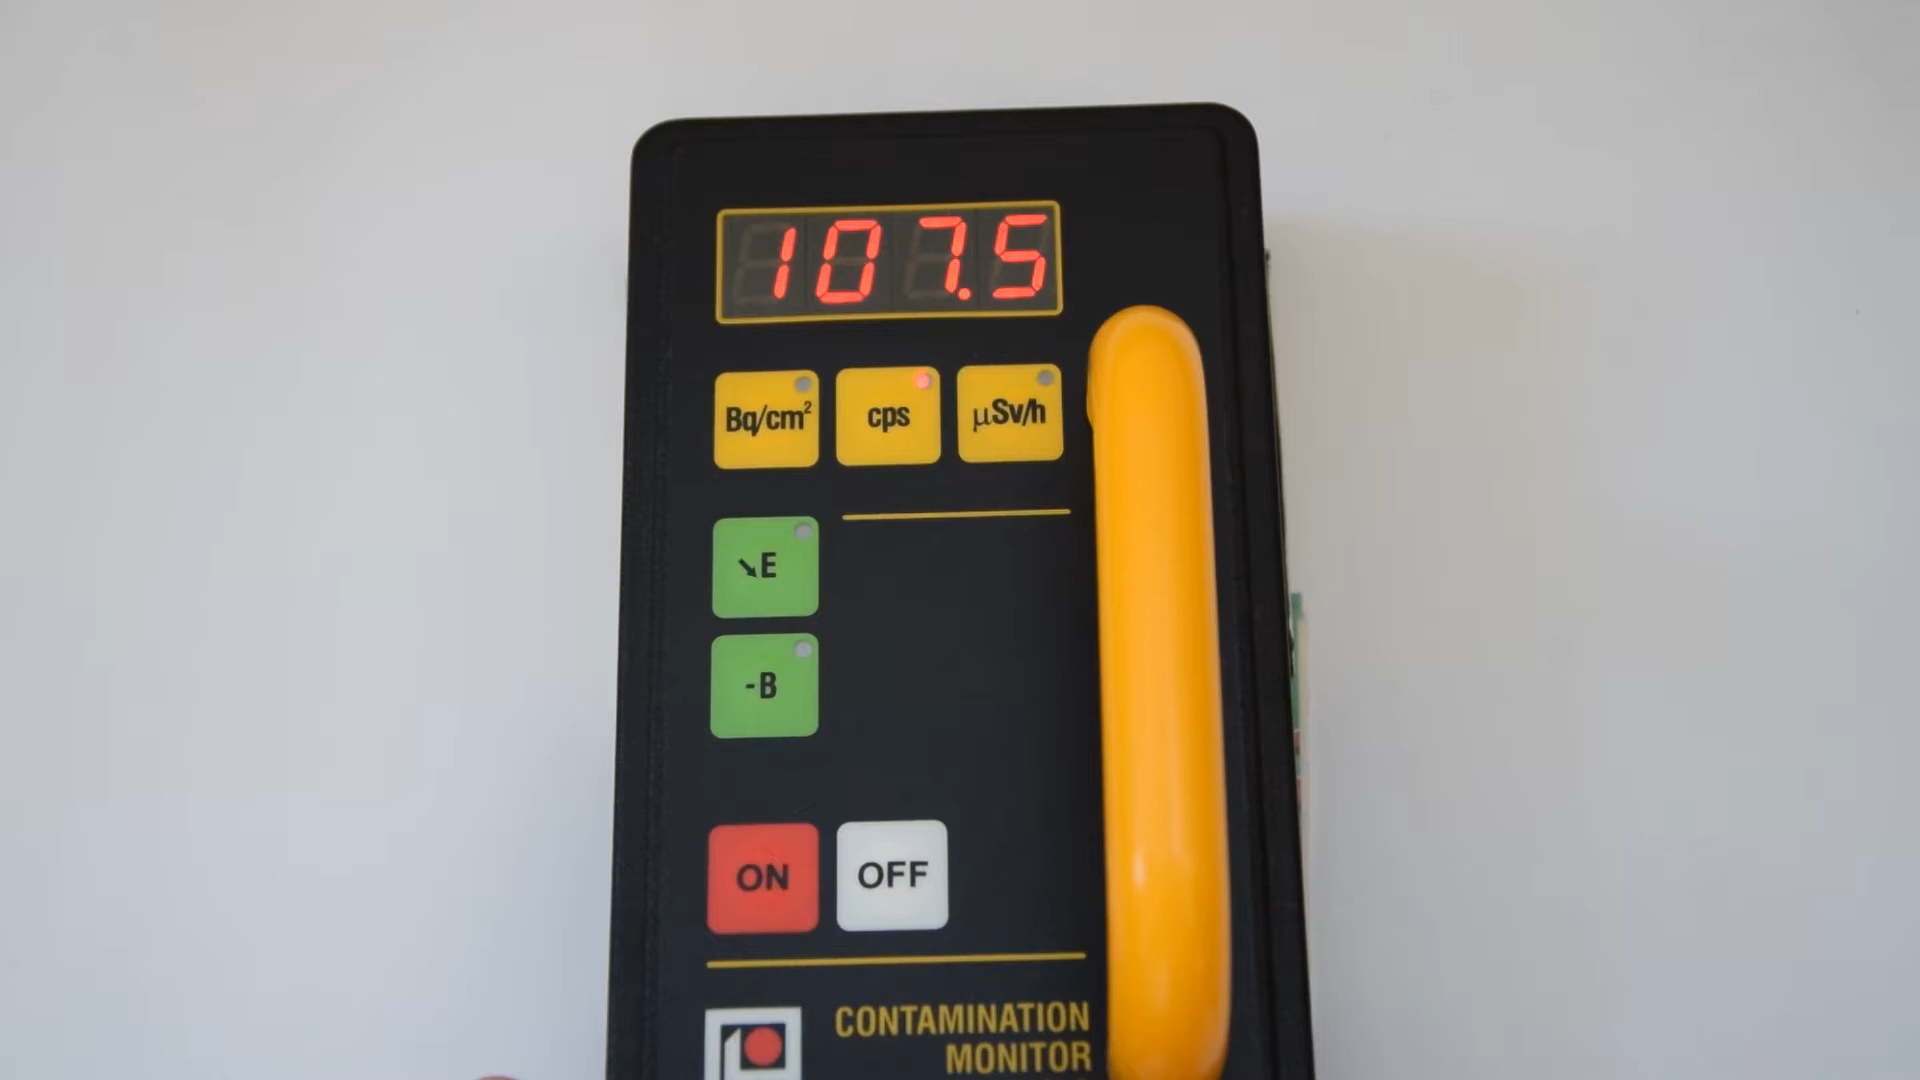 107.5
Bq/cm² cps µSv/h
↘E
-B
ON OFF
CONTAMINATION
MONITOR